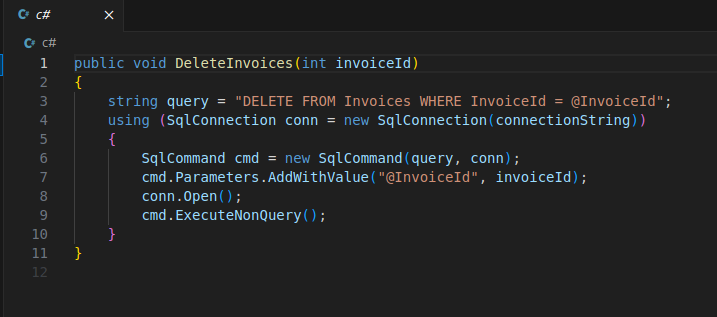 C# c#
C# c#
1 public void DeleteInvoices(int invoiceId)
2 {
3     string query = "DELETE FROM Invoices WHERE InvoiceId = @InvoiceId";
4     using (SqlConnection conn = new SqlConnection(connectionString))
5     {
6         SqlCommand cmd = new SqlCommand(query, conn);
7         cmd.Parameters.AddWithValue("@InvoiceId", invoiceId);
8         conn.Open();
9         cmd.ExecuteNonQuery();
10     }
11 }
12